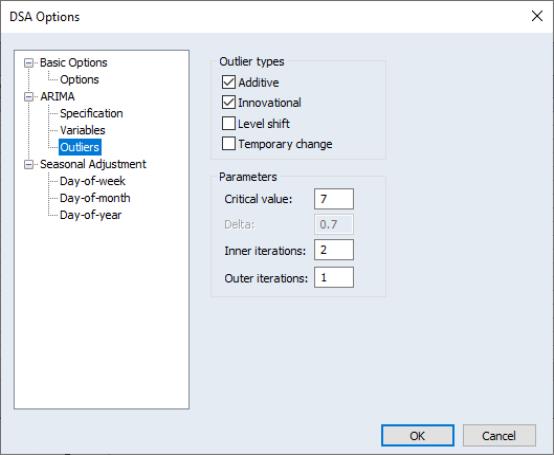 DSA Options
Basic Options
Options
ARIMA
Specification
Variables
Outliers
Seasonal Adjustment
Day-of-week
Day-of-month
Day-of-year
Outlier types
Additive
Innovational
Level shift
Temporary change
Parameters
Critical value: 7
Delta: 0.7
Inner iterations: 2
Outer iterations: 1
OK Cancel